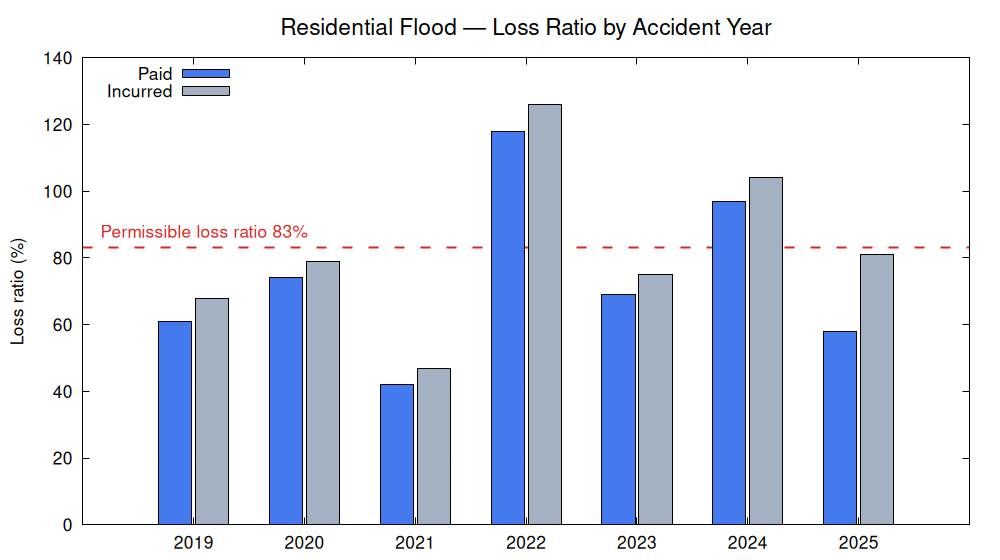 Residential Flood — Loss Ratio by Accident Year
Paid
Incurred
Permissible loss ratio 83%
Loss ratio (%)
140
120
100
80
60
40
20
0
2019 2020 2021 2022 2023 2024 2025